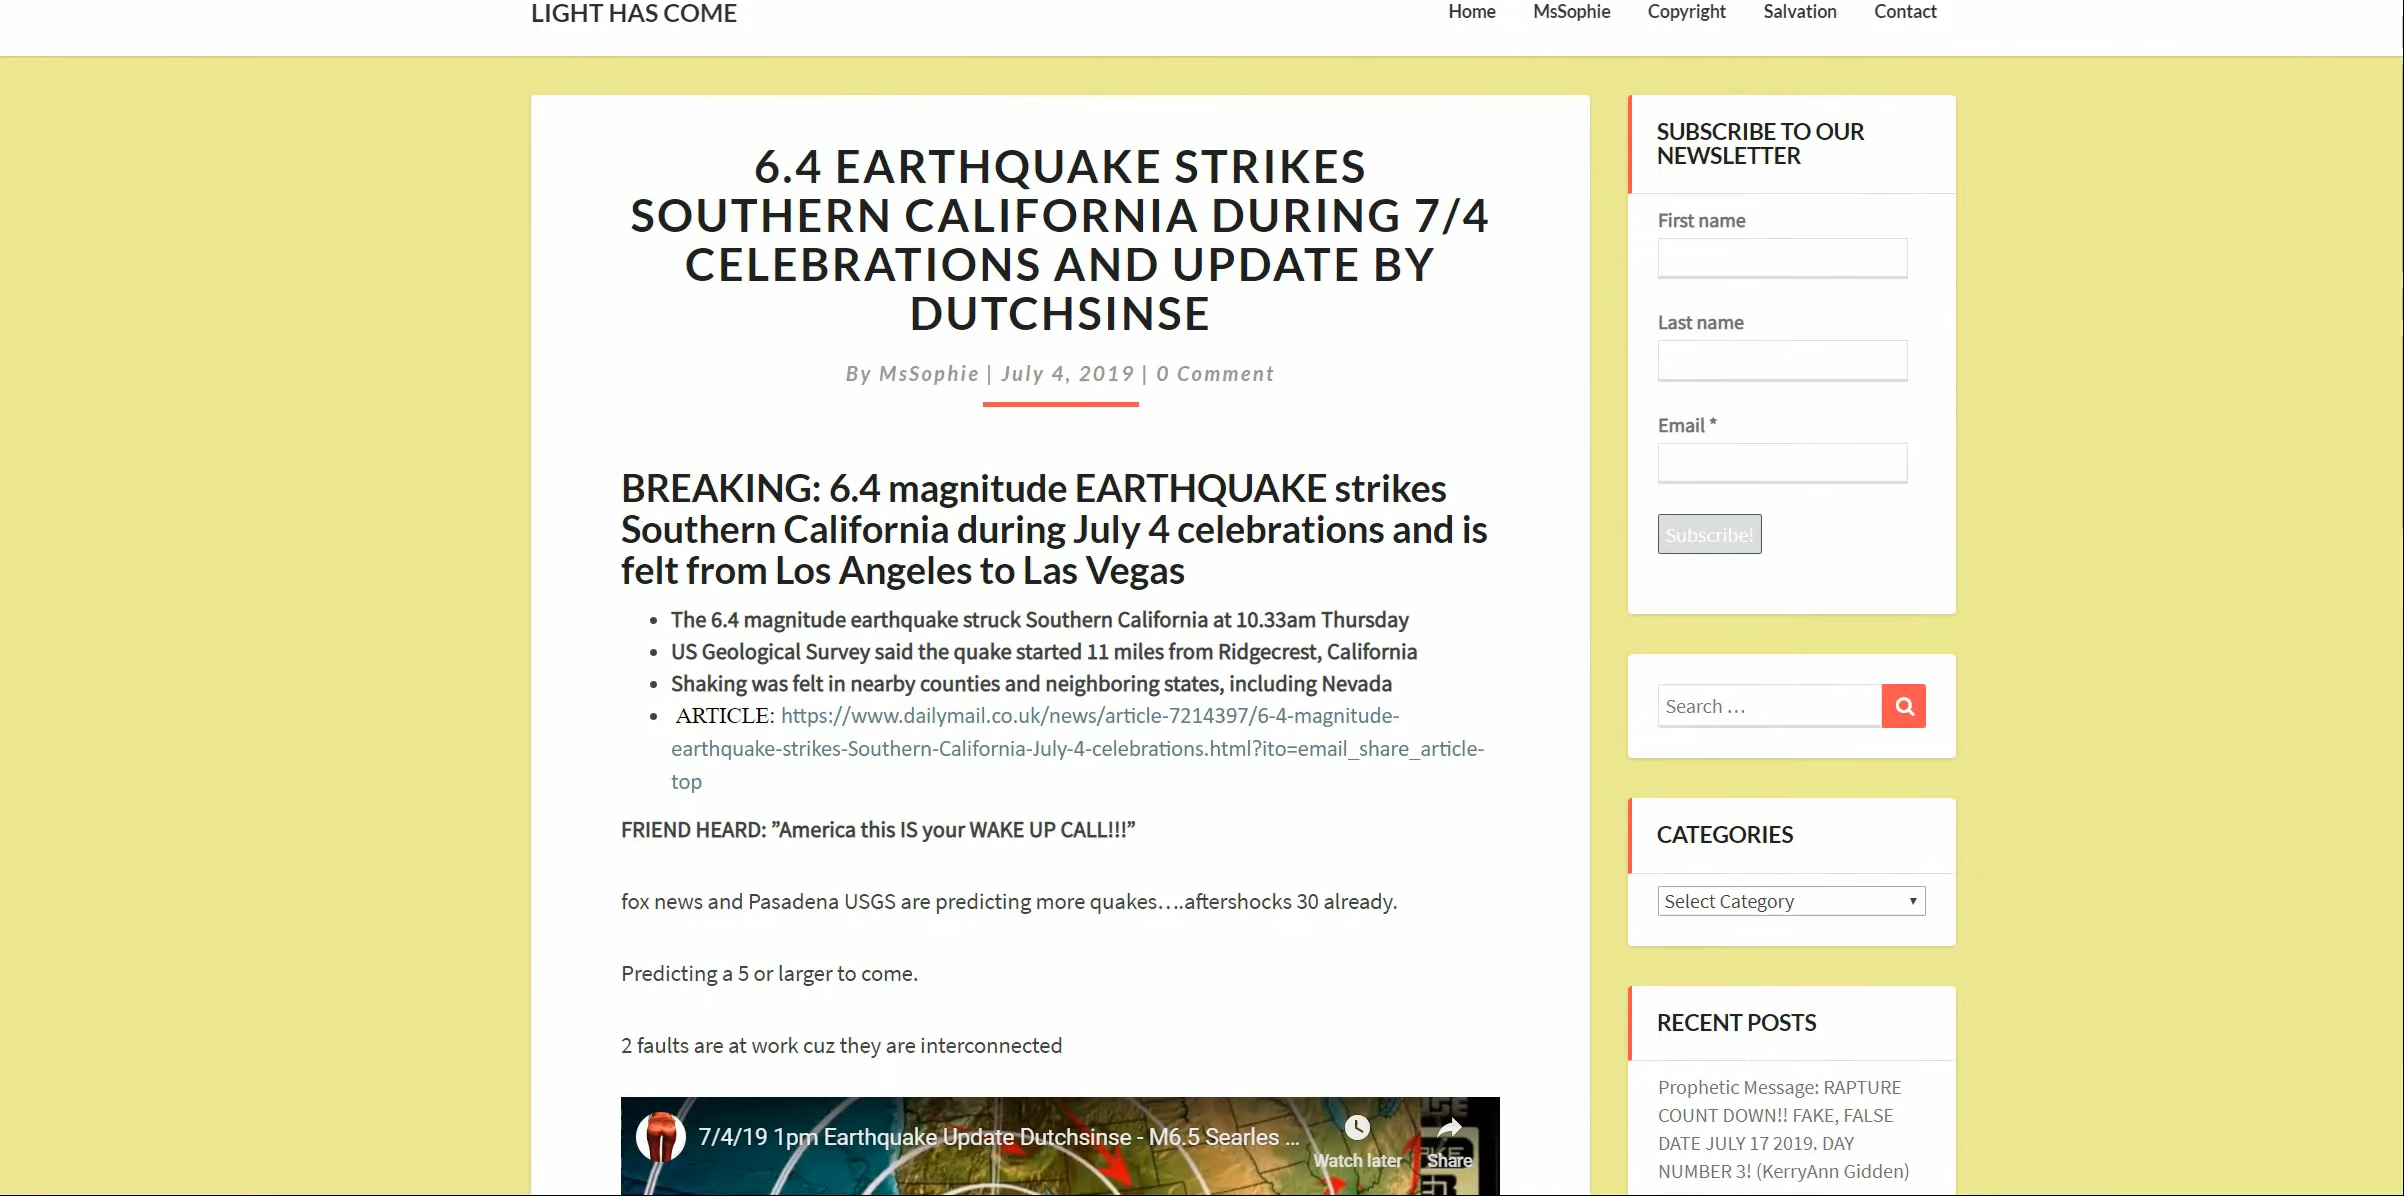 LIGHT HAS COME
Home MsSophie Copyright Salvation Contact
6.4 EARTHQUAKE STRIKES
SOUTHERN CALIFORNIA DURING 7/4
CELEBRATIONS AND UPDATE BY
DUTCHSINSE
By MsSophie | July 4, 2019 | 0 Comment
BREAKING: 6.4 magnitude EARTHQUAKE strikes
Southern California during July 4 celebrations and is
felt from Los Angeles to Las Vegas
• The 6.4 magnitude earthquake struck Southern California at 10.33am Thursday
• US Geological Survey said the quake started 11 miles from Ridgecrest, California
• Shaking was felt in nearby counties and neighboring states, including Nevada
• ARTICLE: https://www.dailymail.co.uk/news/article-7214397/6-4-magnitude-
earthquake-strikes-Southern-California-July-4-celebrations.html?ito=email_share_article-
top
FRIEND HEARD: ”America this IS your WAKE UP CALL!!!”
fox news and Pasadena USGS are predicting more quakes….aftershocks 30 already.
Predicting a 5 or larger to come.
2 faults are at work cuz they are interconnected
7/4/19 1pm Earthquake Update Dutchsinse - M6.5 Searles ...
Watch later
Share
SUBSCRIBE TO OUR
NEWSLETTER
First name
Last name
Email *
Subscribe!
Search …
CATEGORIES
Select Category
RECENT POSTS
Prophetic Message: RAPTURE
COUNT DOWN!! FAKE, FALSE
DATE JULY 17 2019. DAY
NUMBER 3! (KerryAnn Gidden)